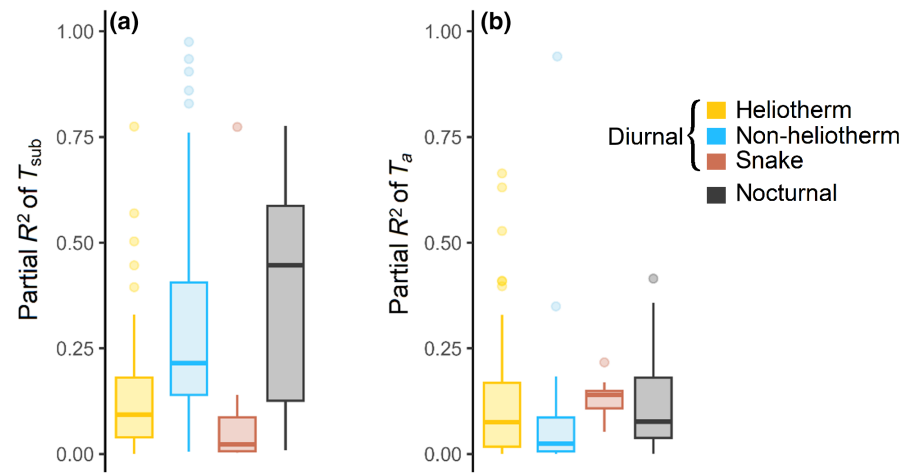 (a)
1.00
0.75
0.50
0.25
0.00
Partial R² of Tsub
(b)
1.00
0.75
0.50
0.25
0.00
Partial R² of Ta
Diurnal
Heliotherm
Non-heliotherm
Snake
Nocturnal